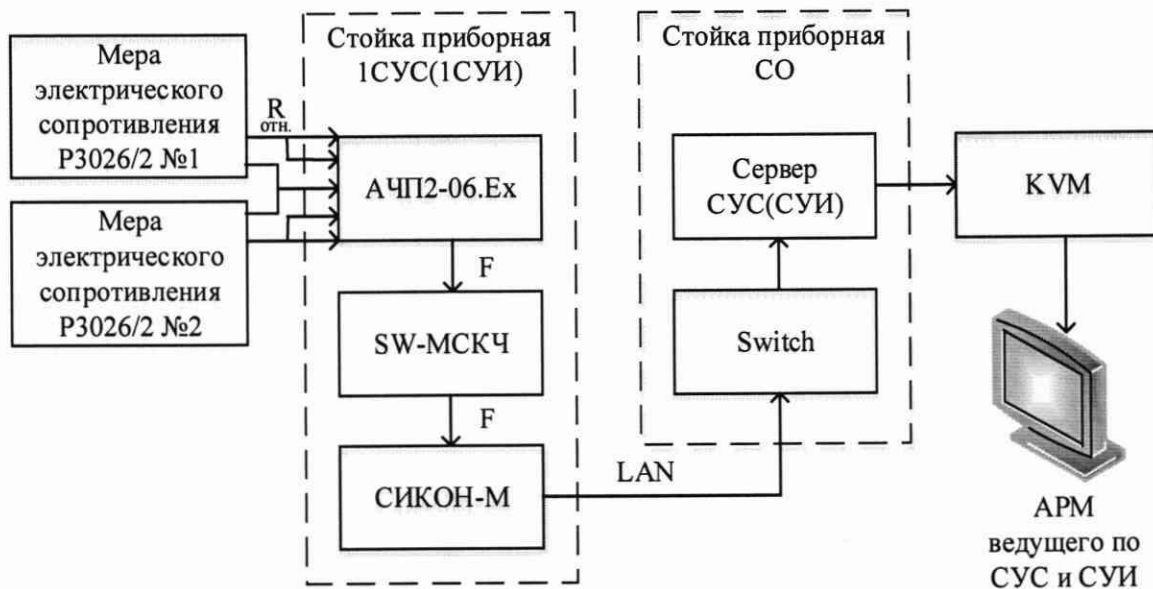 Мера
электрического
сопротивления
Р3026/2 №1
Мера
электрического
сопротивления
Р3026/2 №2
R
отн.
Стойка приборная
1СУС(1СУИ)
АЧП2-06.Ех
F
SW-МСКЧ
F
СИКОН-М
LAN
Стойка приборная
СО
Сервер
СУС(СУИ)
Switch
KVM
АРМ
ведущего по
СУС и СУИ